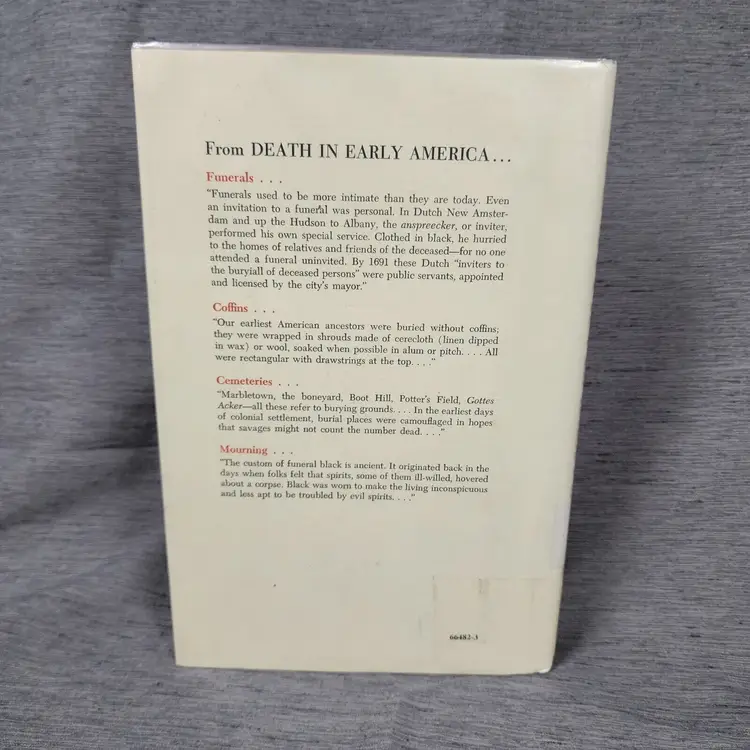 From DEATH IN EARLY AMERICA...
Funerals . . .
"Funerals used to be more intimate than they are today. Even
an invitation to a funeral was personal. In Dutch New Amster-
dam and up the Hudson to Albany, the anspreecker, or inviter,
performed his own special service. Clothed in black, he hurried
to the homes of relatives and friends of the deceased—for no one
attended a funeral uninvited. By 1691 these Dutch "inviters to
the buryiall of deceased persons" were public servants, appointed
and licensed by the city's mayor."
Coffins . . .
"Our earliest American ancestors were buried without coffins;
they were wrapped in shrouds made of cerecloth (linen dipped
in wax) or wool, soaked when possible in alum or pitch. . . . All
were rectangular with drawstrings at the top. . . ."
Cemeteries . . .
"Marbletown, the boneyard, Boot Hill, Potter's Field, Gottes
Acker—all these refer to burying grounds. . . . In the earliest days
of colonial settlement, burial places were camouflaged in hopes
that savages might not count the number dead. . . ."
Mourning . . .
"The custom of funeral black is ancient. It originated back in the
days when folks felt that spirits, some of them ill-willed, hovered
about a corpse. Black was worn to make the living inconspicuous
and less apt to be troubled by evil spirits. . . ."
66482-3